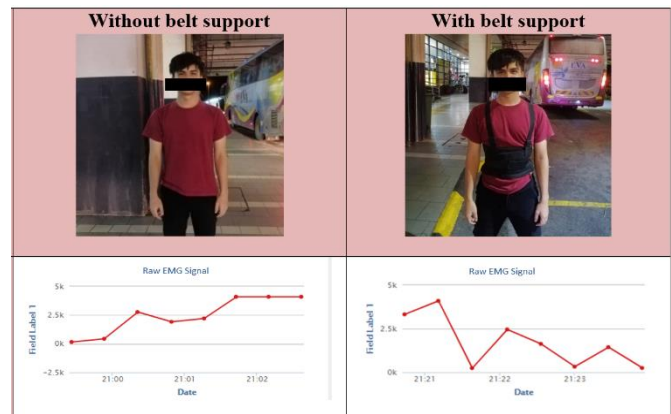 Without belt support
With belt support
Raw EMG Signal
5k
2.5k
0k
-2.5k
Field Label 1
21:00
21:01
21:02
Date
Raw EMG Signal
5k
2.5k
0k
Field Label 1
21:21
21:22
21:23
Date